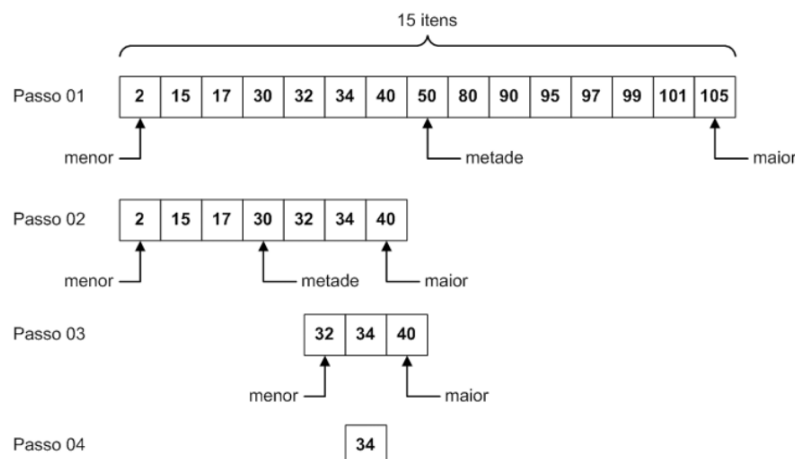 15 itens
Passo 01 2 15 17 30 32 34 40 50 80 90 95 97 99 101 105
menor metade maior
Passo 02 2 15 17 30 32 34 40
menor metade maior
Passo 03 32 34 40
menor maior
Passo 04 34